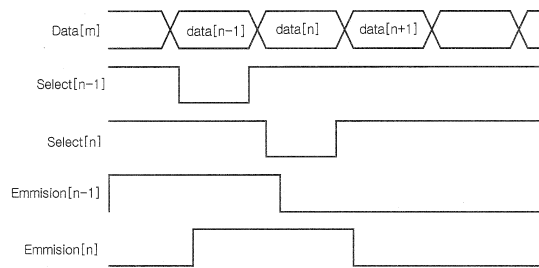 Data[m]
data[n-1]
data[n]
data[n+1]
Select[n-1]
Select[n]
Emmision[n-1]
Emmision[n]